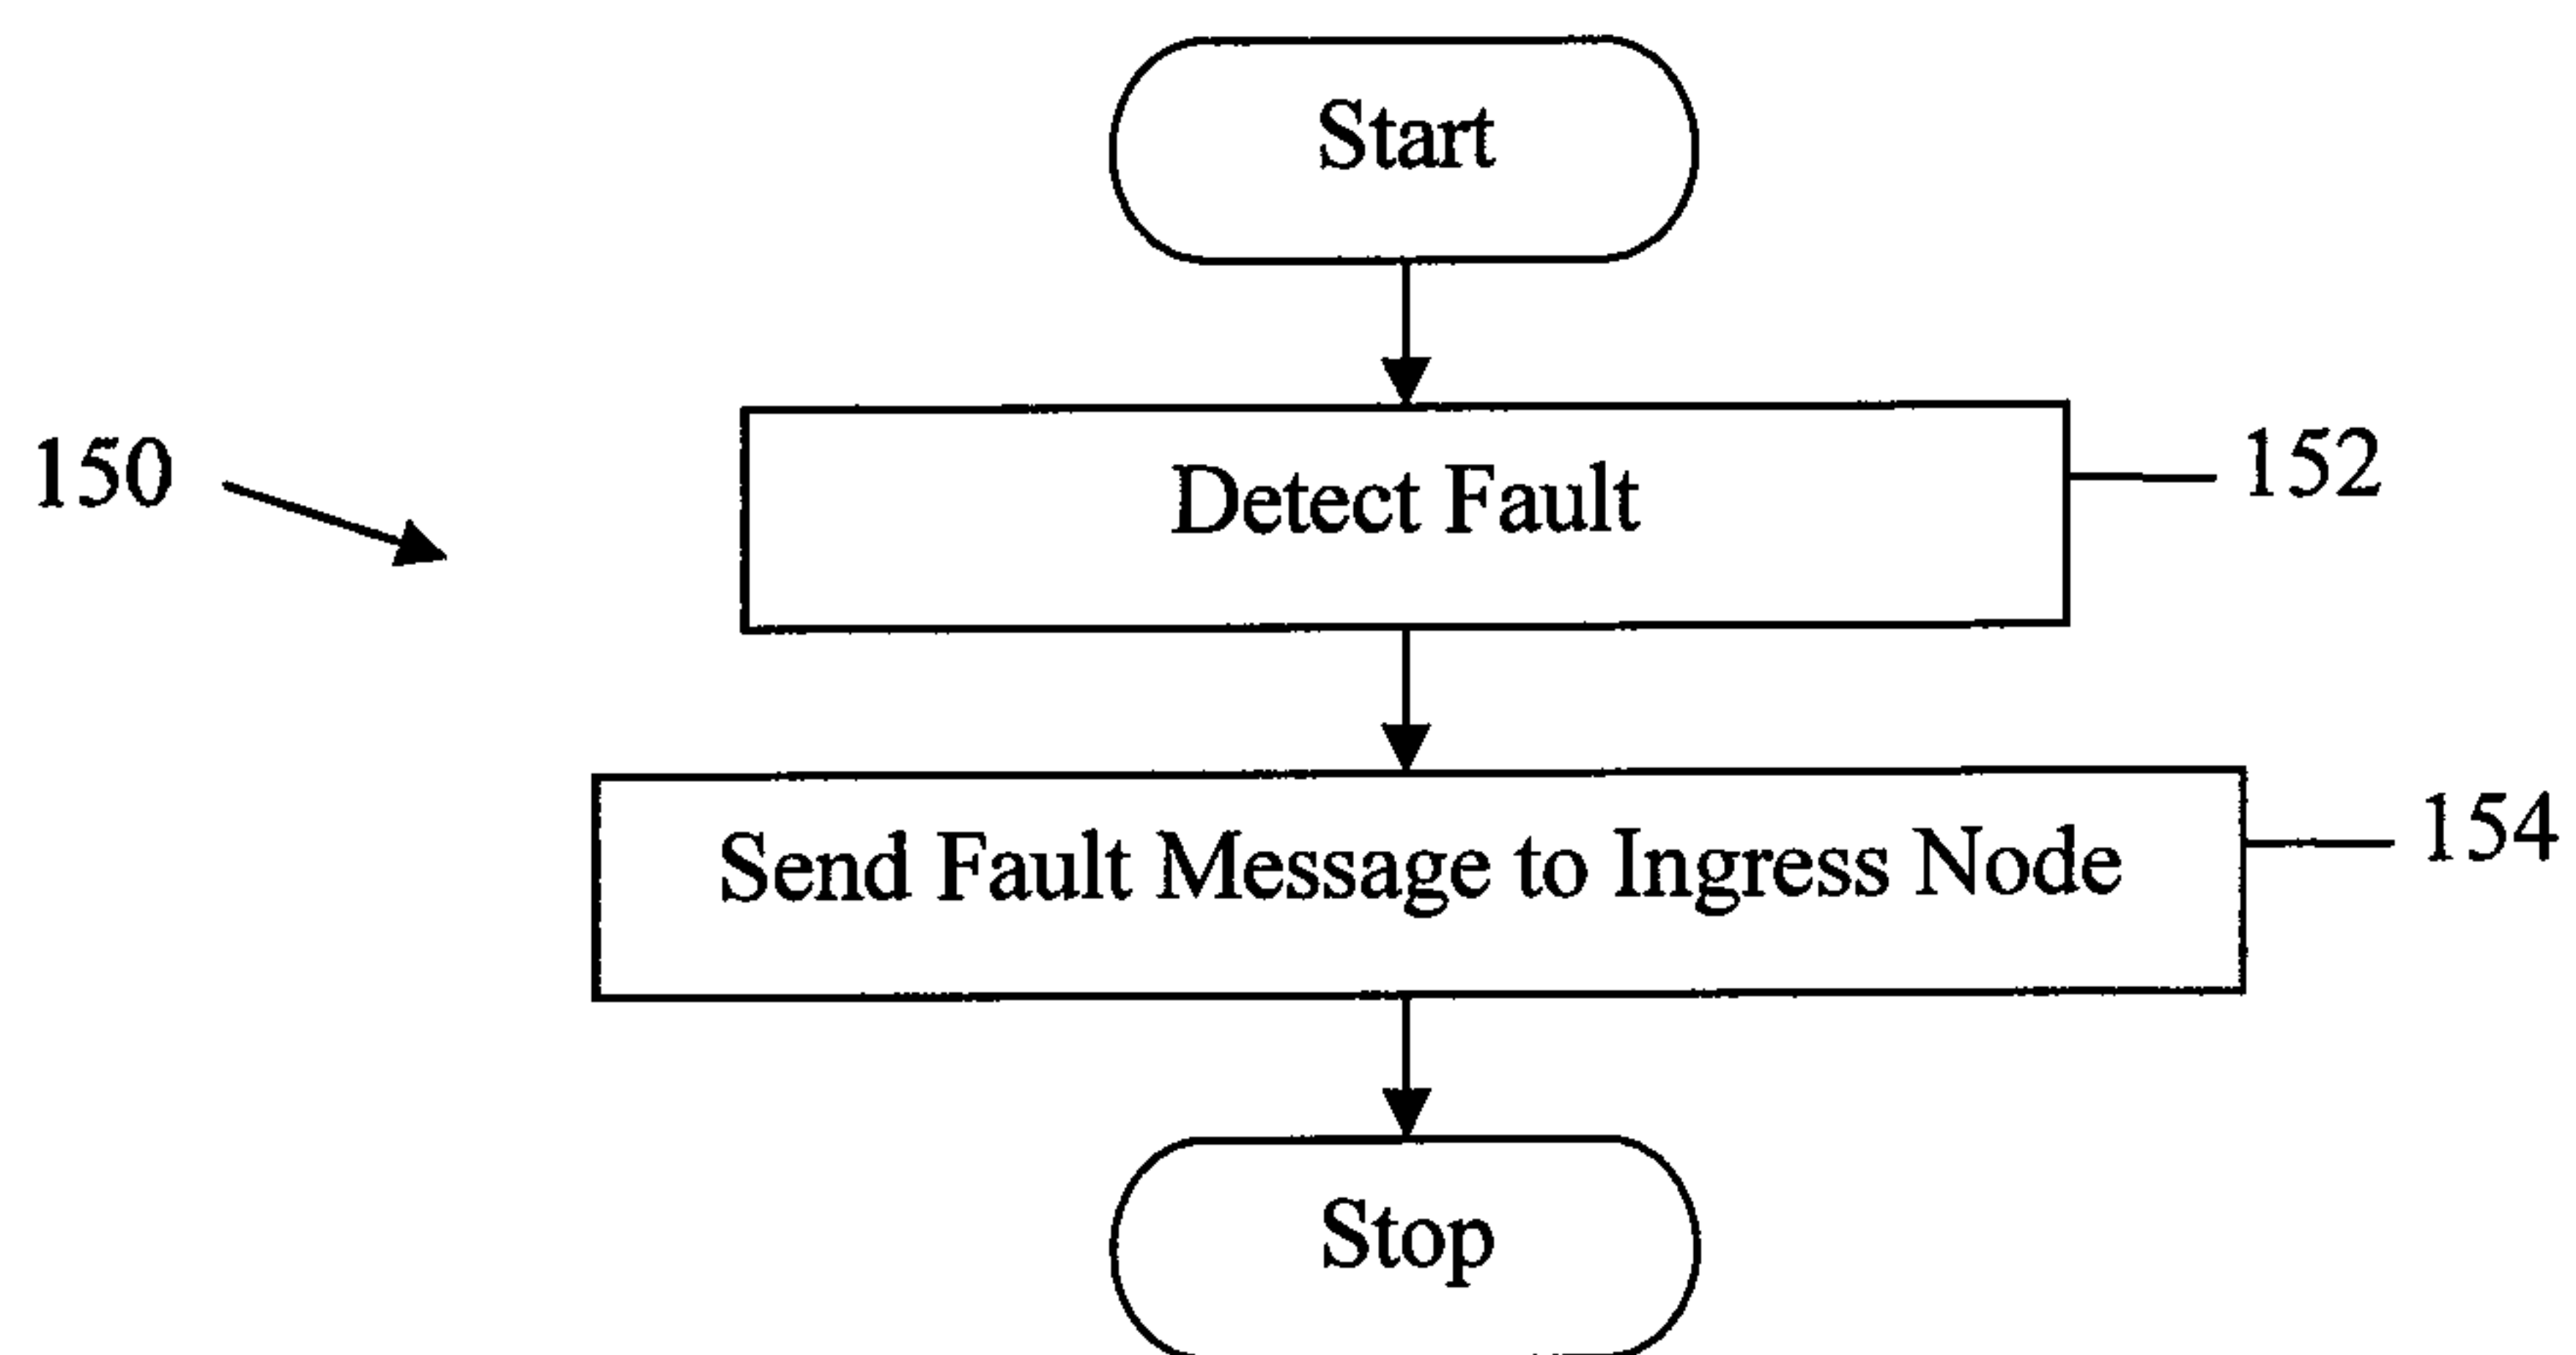 Start
150
Detect Fault
152
Send Fault Message to Ingress Node
154
Stop